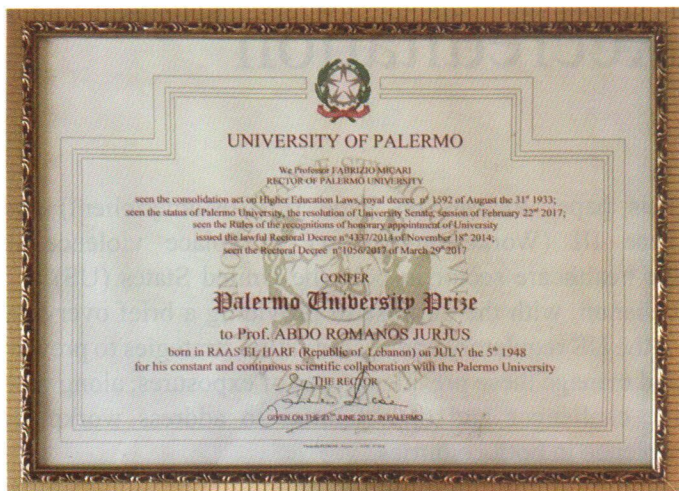 UNIVERSITY OF PALERMO
We Professor FABRIZIO MICARI
RECTOR OF PALERMO UNIVERSITY
seen the consolidation act on Higher Education Laws, royal decree n° 1592 of August the 31st 1933;
seen the status of Palermo University, the resolution of University Senate, session of February 22nd 2017;
seen the Rules of the recognitions of honorary appointment of University
issued the lawful Rectoral Decree n°4337/2014 of November 18th 2014;
seen the Rectoral Decree n°1056/2017 of March 29th 2017
CONFER
Palermo University Prize
to Prof. ABDO ROMANOS JURJUS
born in RAAS EL HARF (Republic of Lebanon) on JULY the 5th 1948
for his constant and continuous scientific collaboration with the Palermo University
THE RECTOR
GIVEN ON THE 21st JUNE 2017, IN PALERMO